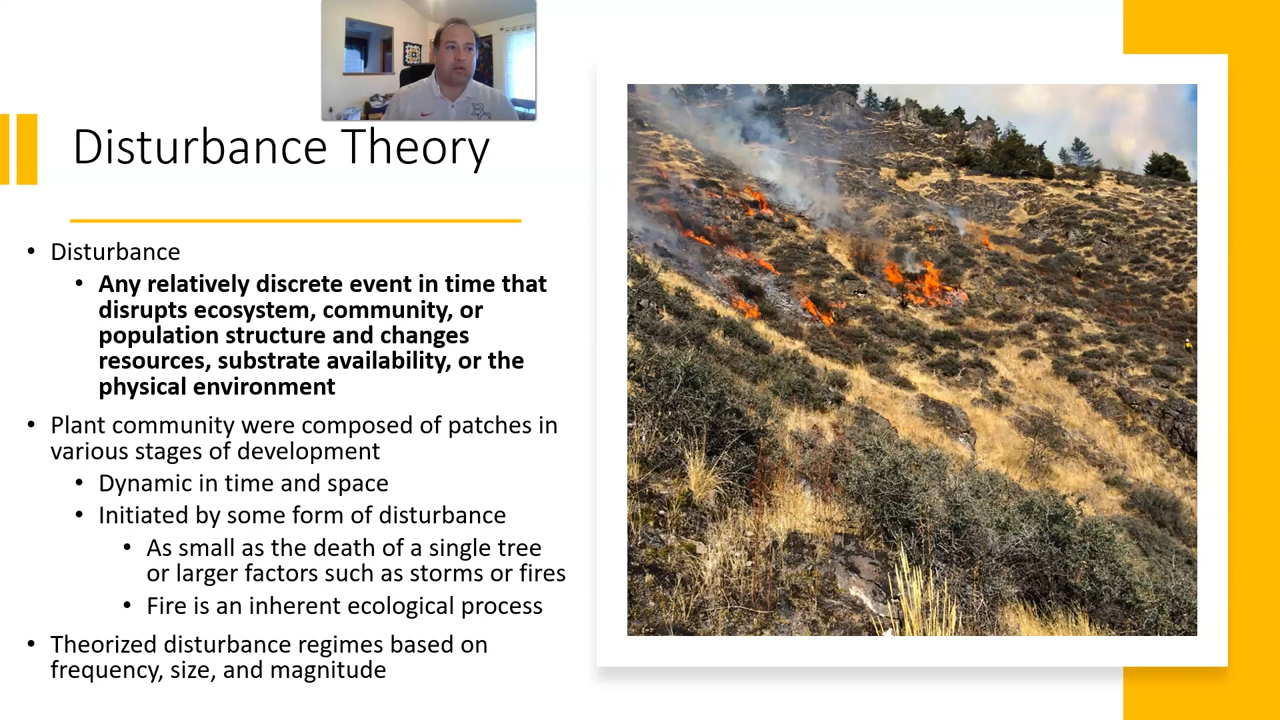 Disturbance Theory
• Disturbance
• Any relatively discrete event in time that
disrupts ecosystem, community, or
population structure and changes
resources, substrate availability, or the
physical environment
• Plant community were composed of patches in
various stages of development
• Dynamic in time and space
• Initiated by some form of disturbance
• As small as the death of a single tree
or larger factors such as storms or fires
• Fire is an inherent ecological process
• Theorized disturbance regimes based on
frequency, size, and magnitude